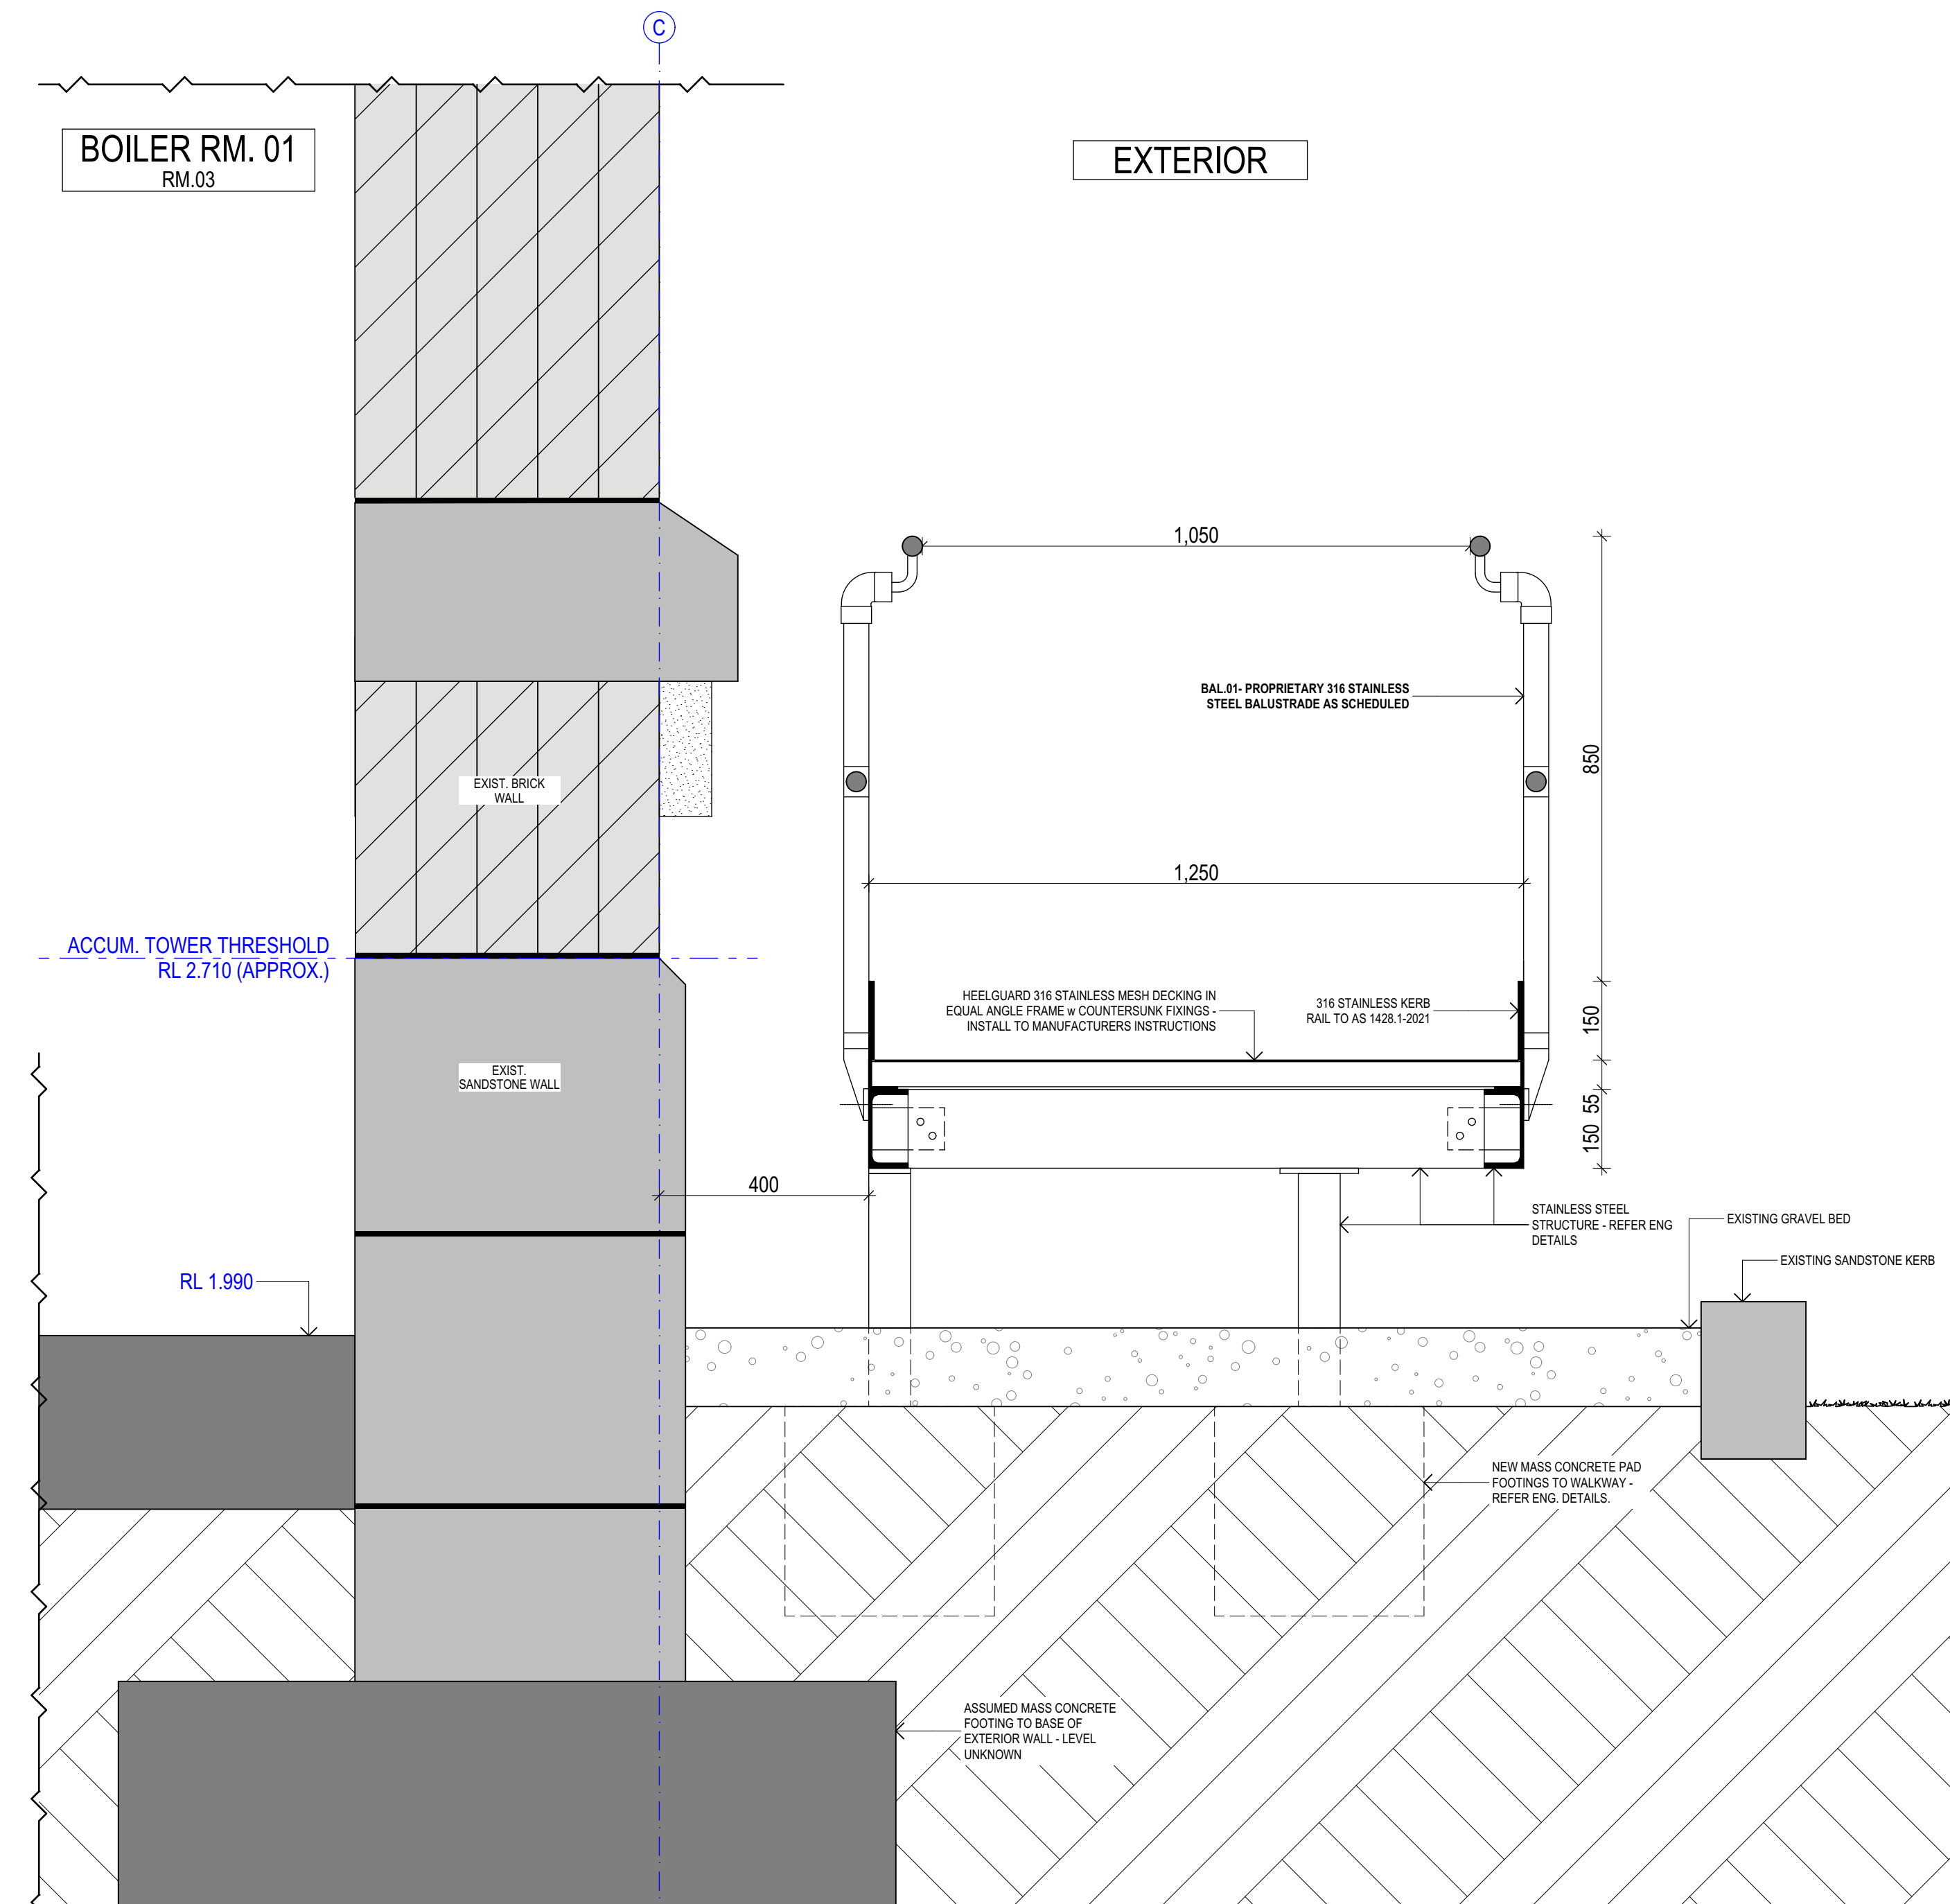 C
BOILER RM. 01
RM.03
EXTERIOR
1,050
BAL.01- PROPRIETARY 316 STAINLESS
STEEL BALUSTRADE AS SCHEDULED
850
EXIST. BRICK
WALL
1,250
ACCUM. TOWER THRESHOLD
RL 2.710 (APPROX.)
HEELGUARD 316 STAINLESS MESH DECKING IN
EQUAL ANGLE FRAME w COUNTERSUNK FIXINGS -
INSTALL TO MANUFACTURERS INSTRUCTIONS
316 STAINLESS KERB
RAIL TO AS 1428.1-2021
150
EXIST.
SANDSTONE WALL
55
150
400
STAINLESS STEEL
STRUCTURE - REFER ENG
DETAILS
EXISTING GRAVEL BED
EXISTING SANDSTONE KERB
RL 1.990
NEW MASS CONCRETE PAD
FOOTINGS TO WALKWAY -
REFER ENG. DETAILS.
ASSUMED MASS CONCRETE
FOOTING TO BASE OF
EXTERIOR WALL - LEVEL
UNKNOWN